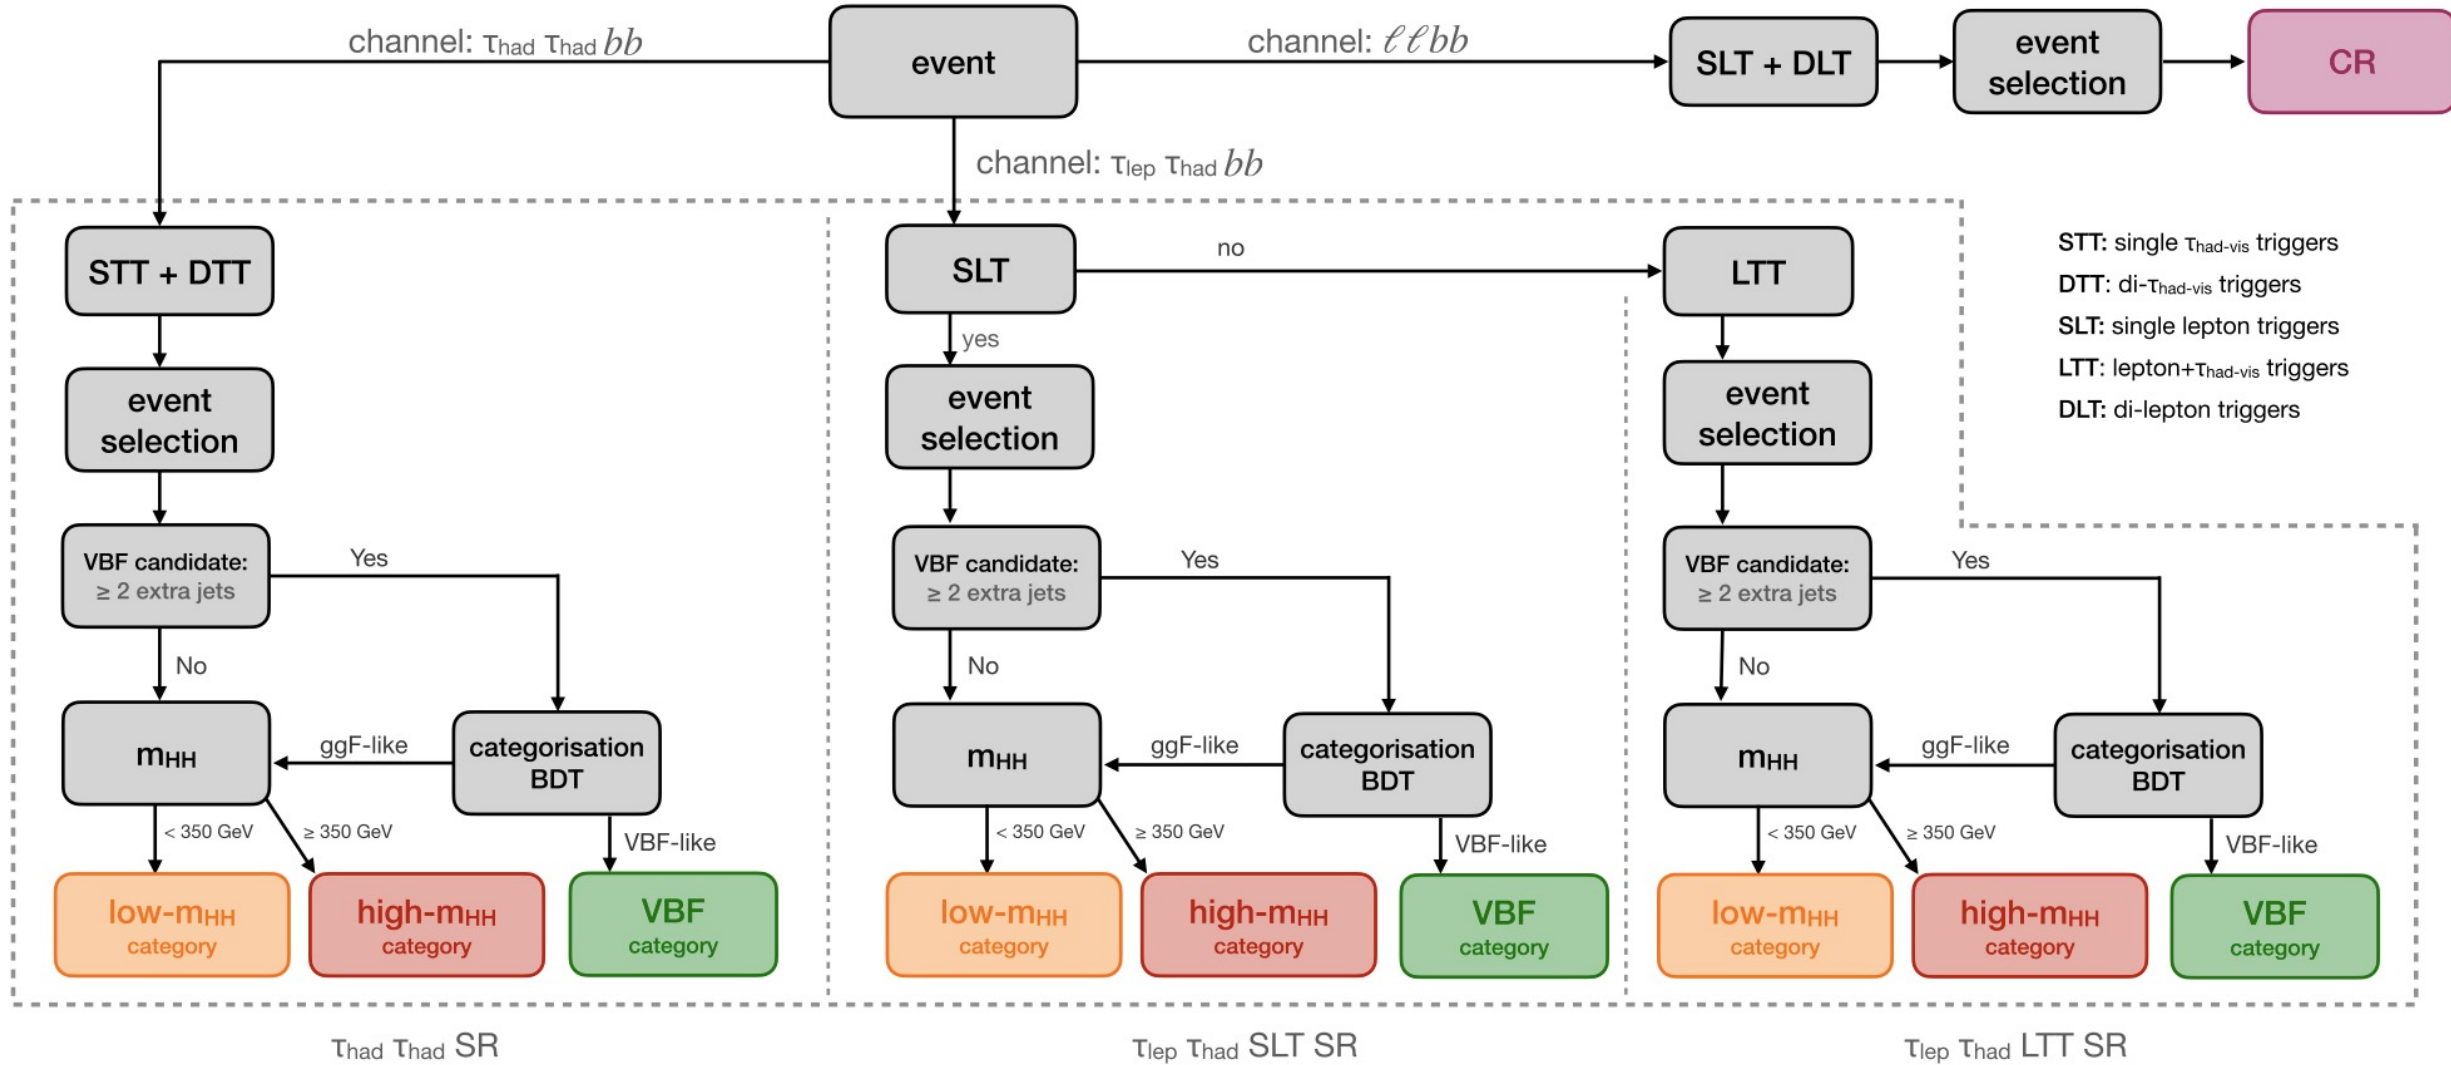 channel: τhad τhad bb
event
channel: ℓℓbb
SLT + DLT
event
selection
CR
channel: τlep τhad bb
STT + DTT
SLT
no
LTT
STT: single τhad-vis triggers
DTT: di-τhad-vis triggers
SLT: single lepton triggers
LTT: lepton+τhad-vis triggers
DLT: di-lepton triggers
yes
event
selection
event
selection
event
selection
VBF candidate:
≥ 2 extra jets
Yes
VBF candidate:
≥ 2 extra jets
Yes
VBF candidate:
≥ 2 extra jets
Yes
No
No
No
mHH
ggF-like
categorisation
BDT
mHH
ggF-like
categorisation
BDT
mHH
ggF-like
categorisation
BDT
< 350 GeV
≥ 350 GeV
VBF-like
< 350 GeV
≥ 350 GeV
VBF-like
< 350 GeV
≥ 350 GeV
VBF-like
low-mHH
category
high-mHH
category
VBF
category
low-mHH
category
high-mHH
category
VBF
category
low-mHH
category
high-mHH
category
VBF
category
τhad τhad SR
τlep τhad SLT SR
τlep τhad LTT SR